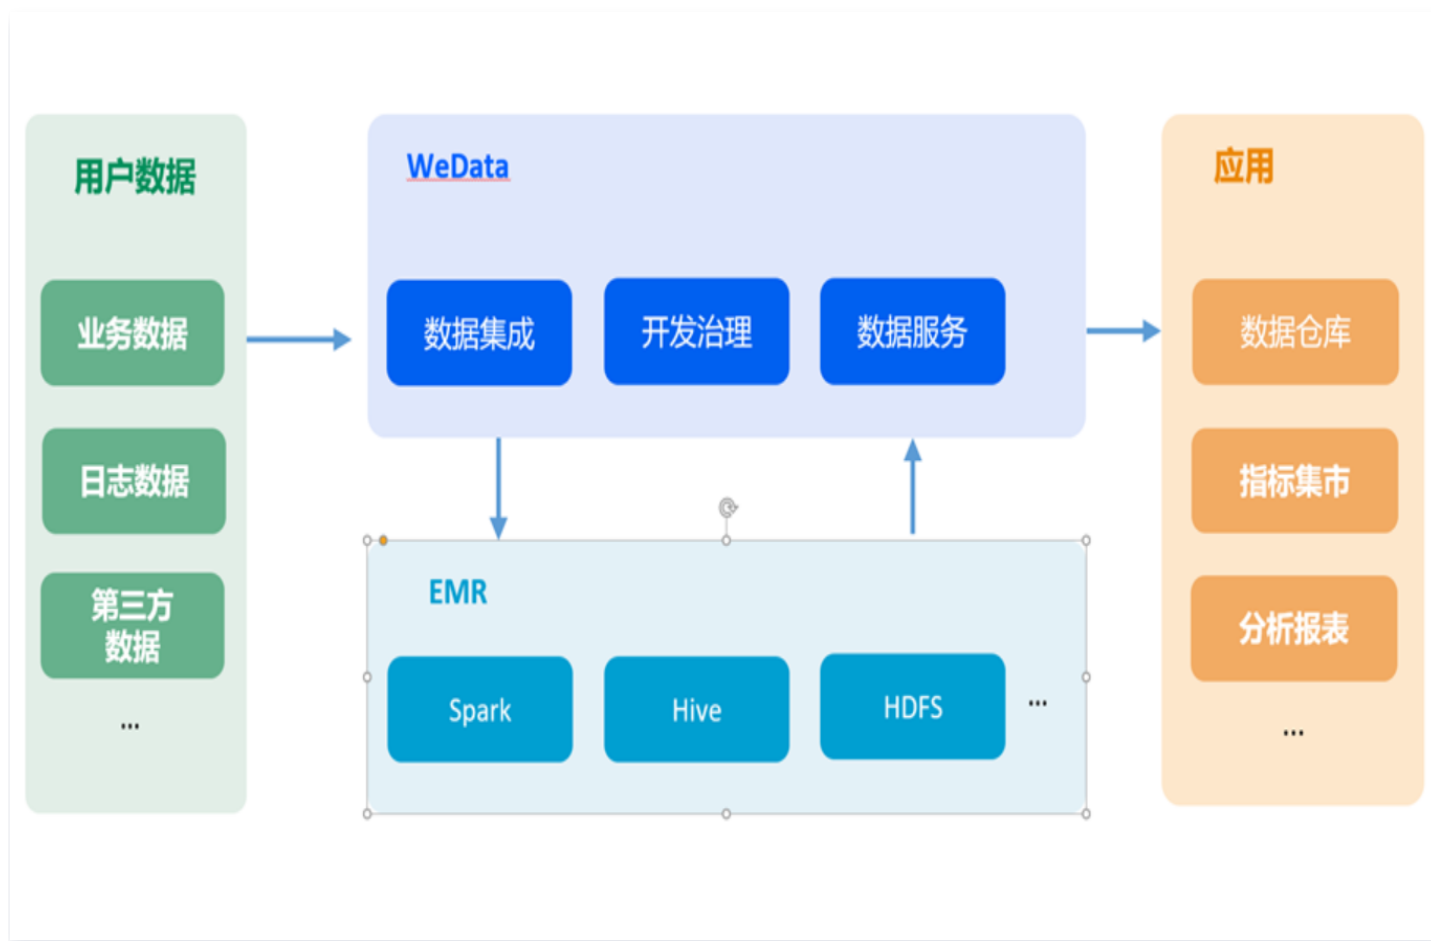 用户数据
业务数据
日志数据
第三方
数据
...
WeData
数据集成
开发治理
数据服务
EMR
Spark
Hive
HDFS
...
应用
数据仓库
指标集市
分析报表
...